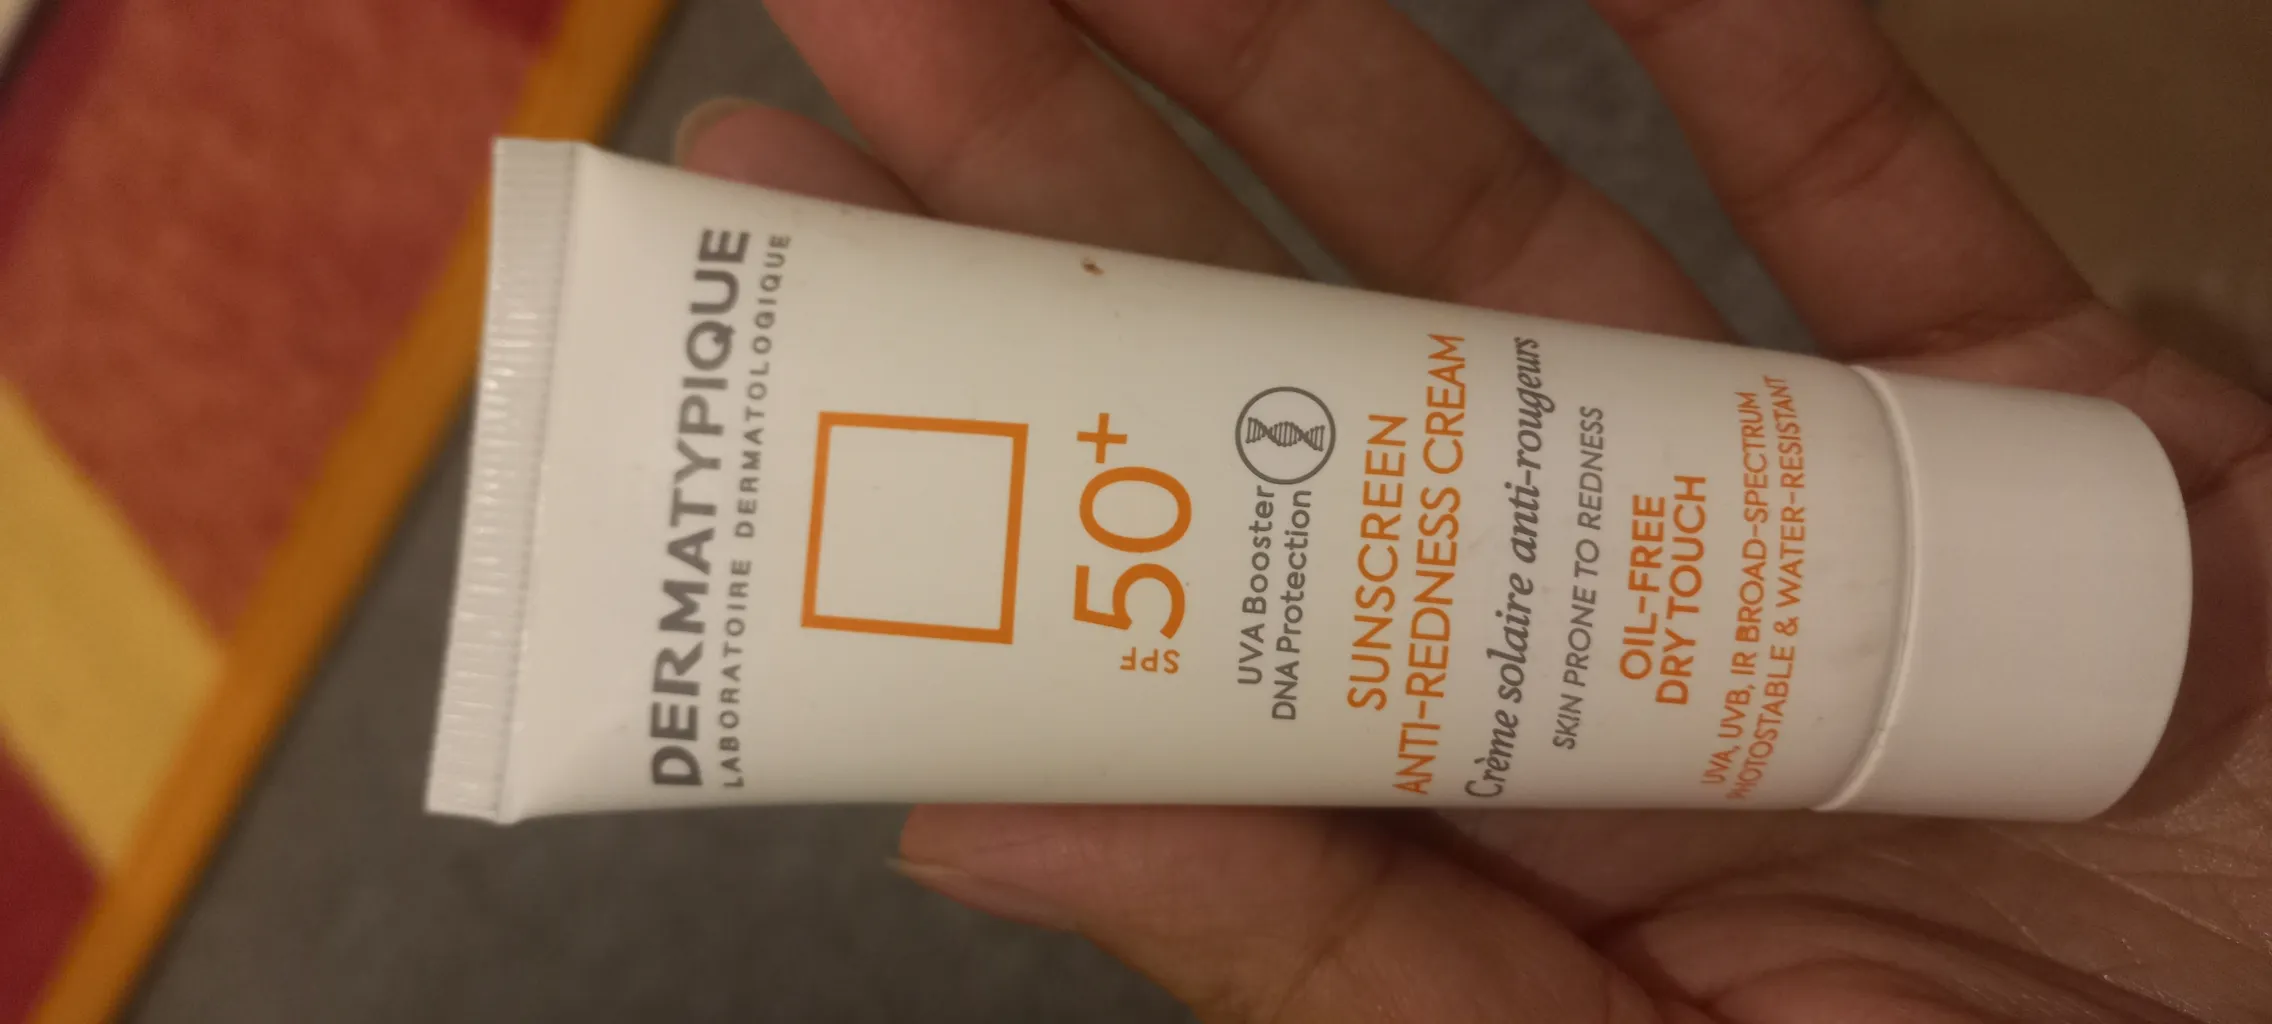 DERMATYPIQUE
LABORATOIRE DERMATOLOGIQUE
SPF 50+
UVA Booster
DNA Protection
SUNSCREEN
ANTI-REDNESS CREAM
Crème solaire anti-rougeurs
SKIN PRONE TO REDNESS
OIL-FREE
DRY TOUCH
UVA, UVB, IR BROAD-SPECTRUM
PHOTOSTABLE & WATER-RESISTANT